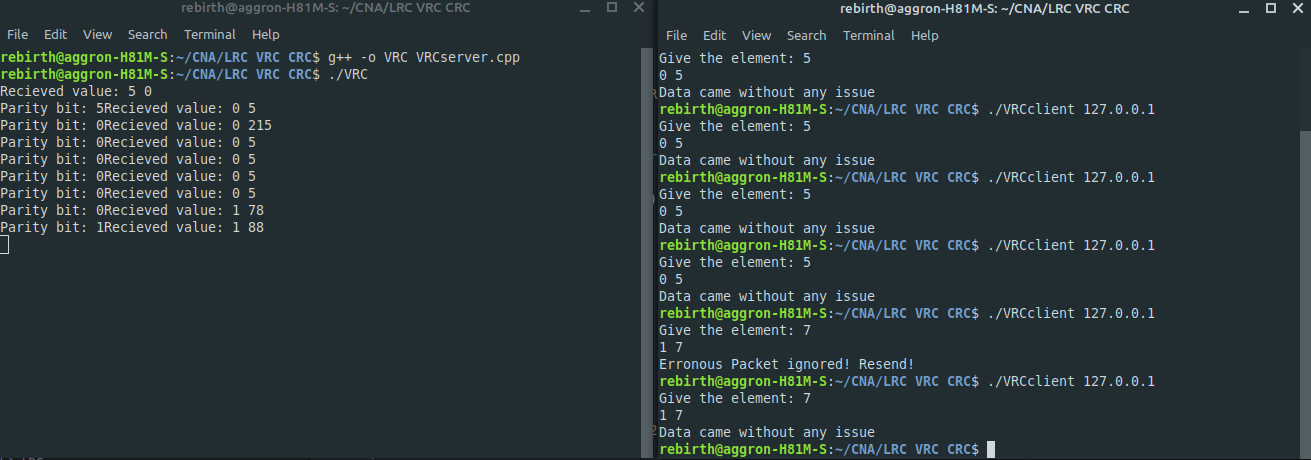 rebirth@aggron-H81M-S: ~/CNA/LRC VRC CRC
File Edit View Search Terminal Help
rebirth@aggron-H81M-S:~/CNA/LRC VRC CRC$ g++ -o VRC VRCserver.cpp
rebirth@aggron-H81M-S:~/CNA/LRC VRC CRC$ ./VRC
Recieved value: 5 0
Parity bit: 5Recieved value: 0 5
Parity bit: 0Recieved value: 0 215
Parity bit: 0Recieved value: 0 5
Parity bit: 0Recieved value: 0 5
Parity bit: 0Recieved value: 0 5
Parity bit: 0Recieved value: 0 5
Parity bit: 0Recieved value: 1 78
Parity bit: 1Recieved value: 1 88
rebirth@aggron-H81M-S: ~/CNA/LRC VRC CRC
File Edit View Search Terminal Help
Give the element: 5
0 5
Data came without any issue
rebirth@aggron-H81M-S:~/CNA/LRC VRC CRC$ ./VRCclient 127.0.0.1
Give the element: 5
0 5
Data came without any issue
rebirth@aggron-H81M-S:~/CNA/LRC VRC CRC$ ./VRCclient 127.0.0.1
Give the element: 5
0 5
Data came without any issue
rebirth@aggron-H81M-S:~/CNA/LRC VRC CRC$ ./VRCclient 127.0.0.1
Give the element: 5
0 5
Data came without any issue
rebirth@aggron-H81M-S:~/CNA/LRC VRC CRC$ ./VRCclient 127.0.0.1
Give the element: 7
1 7
Erronous Packet ignored! Resend!
rebirth@aggron-H81M-S:~/CNA/LRC VRC CRC$ ./VRCclient 127.0.0.1
Give the element: 7
1 7
Data came without any issue
rebirth@aggron-H81M-S:~/CNA/LRC VRC CRC$